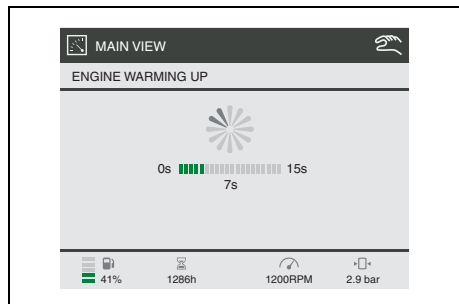 MAIN VIEW
ENGINE WARMING UP
0s 15s
7s
41% 1286h 1200RPM 2.9 bar